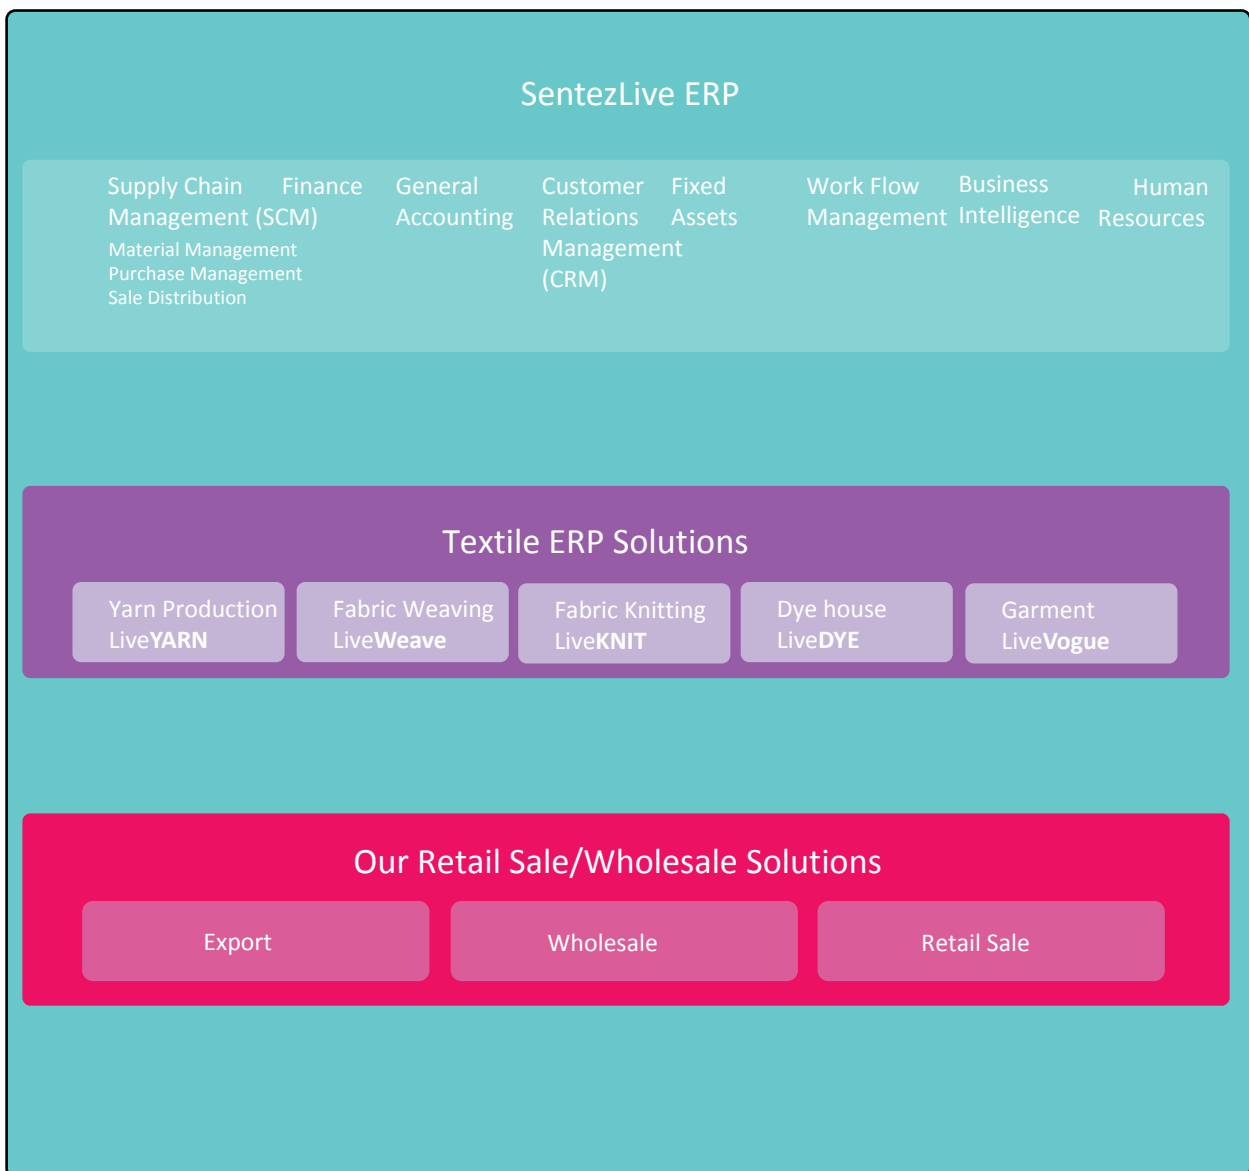 SentezLive ERP
Supply Chain
Management (SCM)
Material Management
Purchase Management
Sale Distribution
Finance
General
Accounting
Customer
Relations
Management
(CRM)
Fixed
Assets
Work Flow
Management
Business
Intelligence
Human
Resources
Textile ERP Solutions
Yarn Production
LiveYARN
Fabric Weaving
LiveWeave
Fabric Knitting
LiveKNIT
Dye house
LiveDYE
Garment
LiveVogue
Our Retail Sale/Wholesale Solutions
Export
Wholesale
Retail Sale